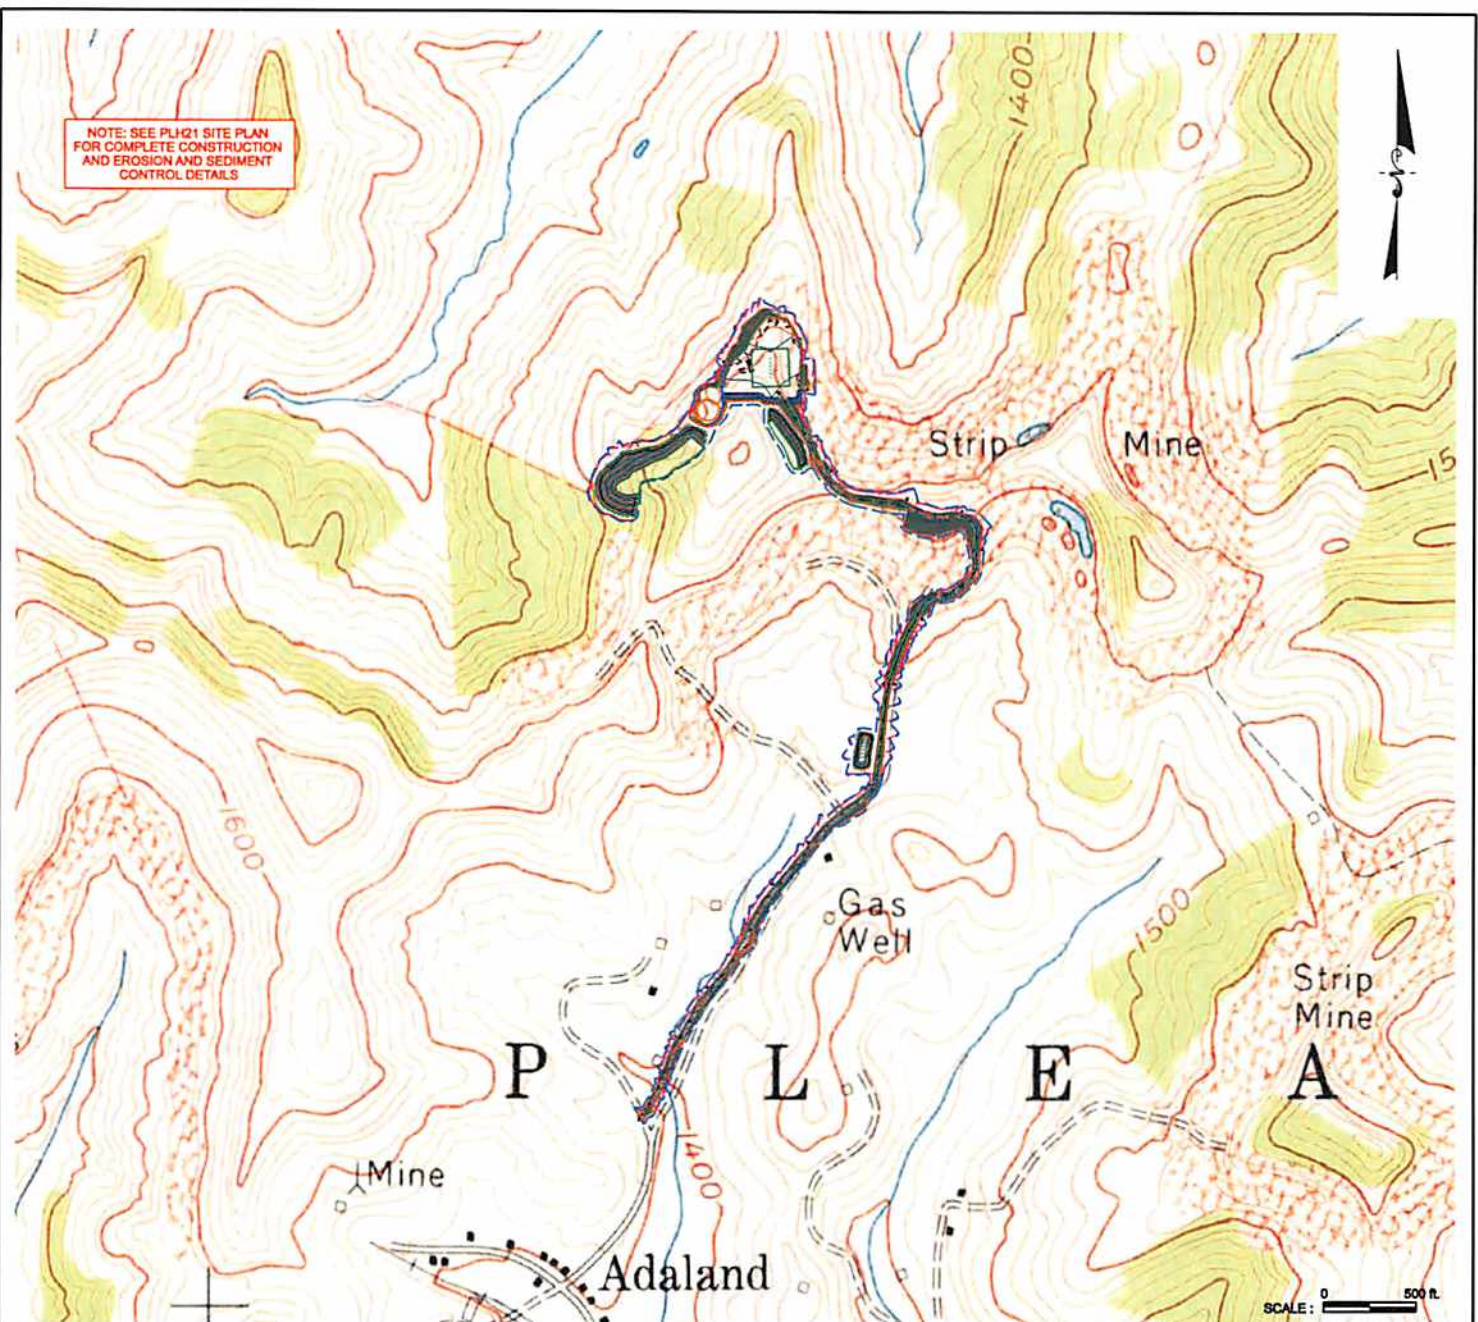 1400
NOTE: SEE PLH21 SITE PLAN
FOR COMPLETE CONSTRUCTION
AND EROSION AND SEDIMENT
CONTROL DETAILS
Strip
Mine
15
1600
Gas
Well
1500
Strip
Mine
P L E A
1400
Mine
Adaland
0 500 ft.
SCALE :